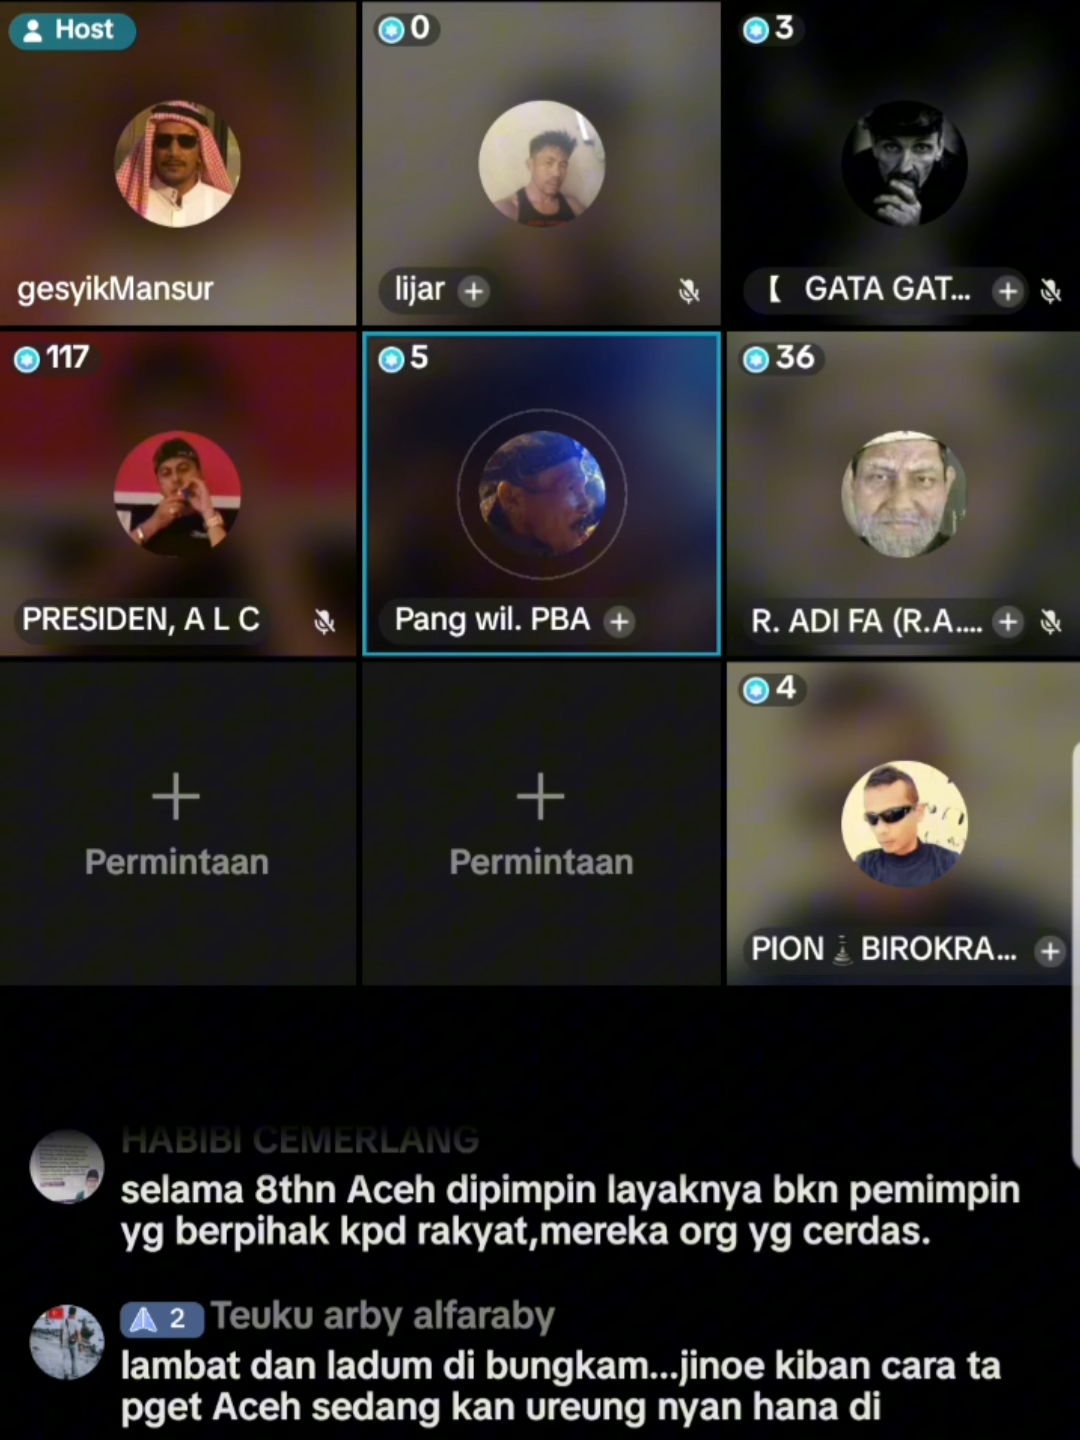 Host
0
3
gesyikMansur
lijar
【 GATA GAT...
117
5
36
PRESIDEN, A L C
Pang wil. PBA
R. ADI FA (R.A....
4
Permintaan
Permintaan
PION BIROKRA...
HABIBI CEMERLANG
selama 8thn Aceh dipimpin layaknya bkn pemimpin
yg berpihak kpd rakyat,mereka org yg cerdas.
2 Teuku arby alfaraby
lambat dan ladum di bungkam...jinoe kiban cara ta
pget Aceh sedang kan ureung nyan hana di